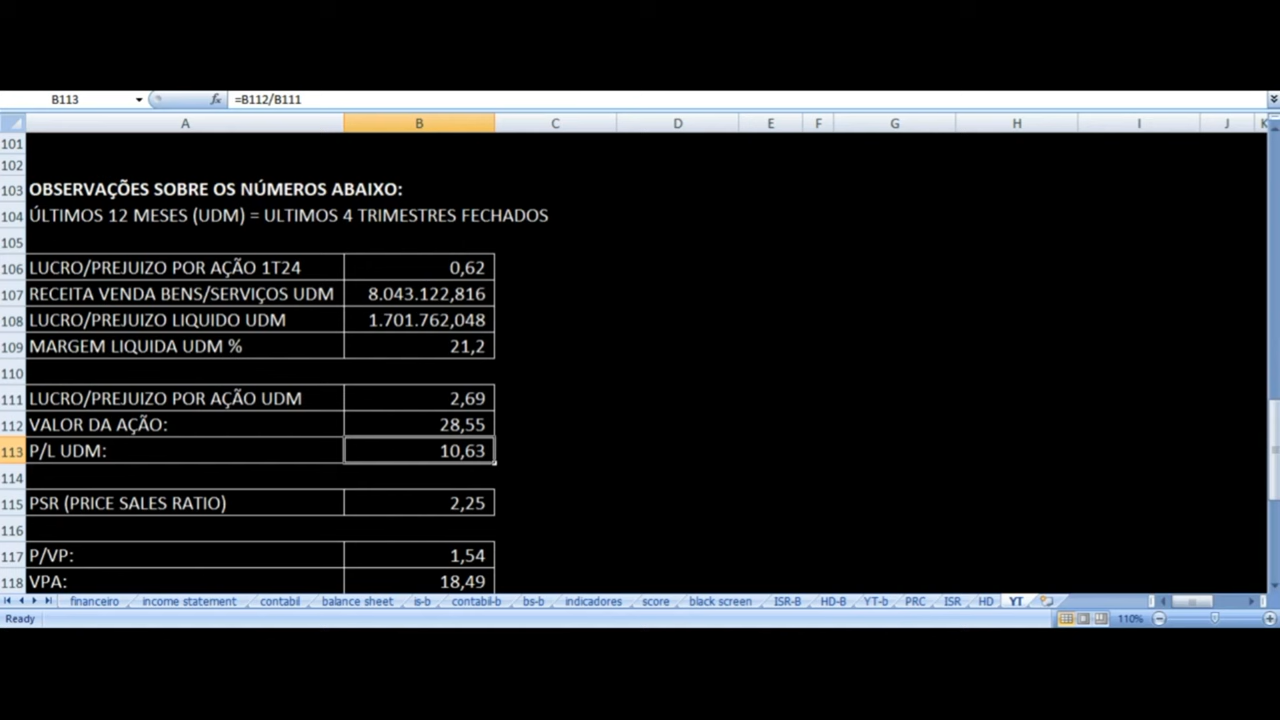 B113 fx =B112/B111
A B C D E F G H I J K
101
102
103 OBSERVAÇÕES SOBRE OS NÚMEROS ABAIXO:
104 ÚLTIMOS 12 MESES (UDM) = ULTIMOS 4 TRIMESTRES FECHADOS
105
106 LUCRO/PREJUIZO POR AÇÃO 1T24 0,62
107 RECEITA VENDA BENS/SERVIÇOS UDM 8.043.122,816
108 LUCRO/PREJUIZO LIQUIDO UDM 1.701.762,048
109 MARGEM LIQUIDA UDM % 21,2
110
111 LUCRO/PREJUIZO POR AÇÃO UDM 2,69
112 VALOR DA AÇÃO: 28,55
113 P/L UDM: 10,63
114
115 PSR (PRICE SALES RATIO) 2,25
116
117 P/VP: 1,54
118 VPA: 18,49
financeiro income statement contabil balance sheet is-b contabil-b bs-b indicadores score black screen ISR-B HD-B YT-b PRC ISR HD YT
Ready 110%